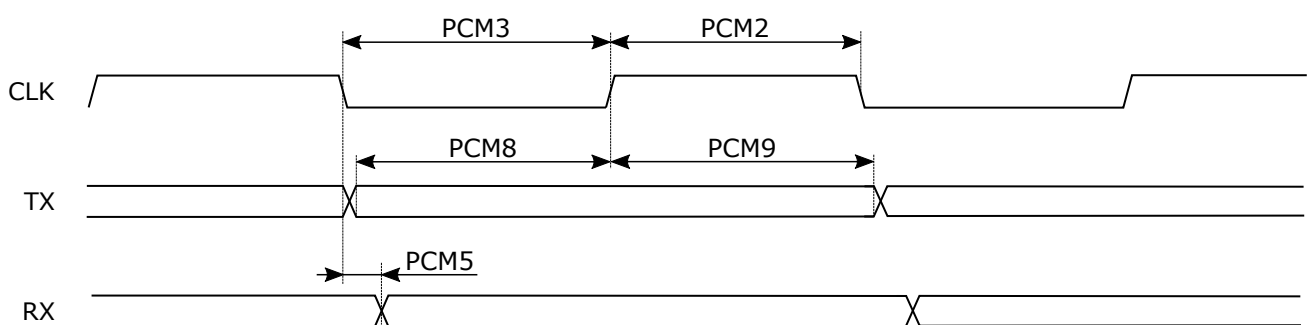 PCM3 PCM2
CLK
PCM8 PCM9
TX
PCM5
RX